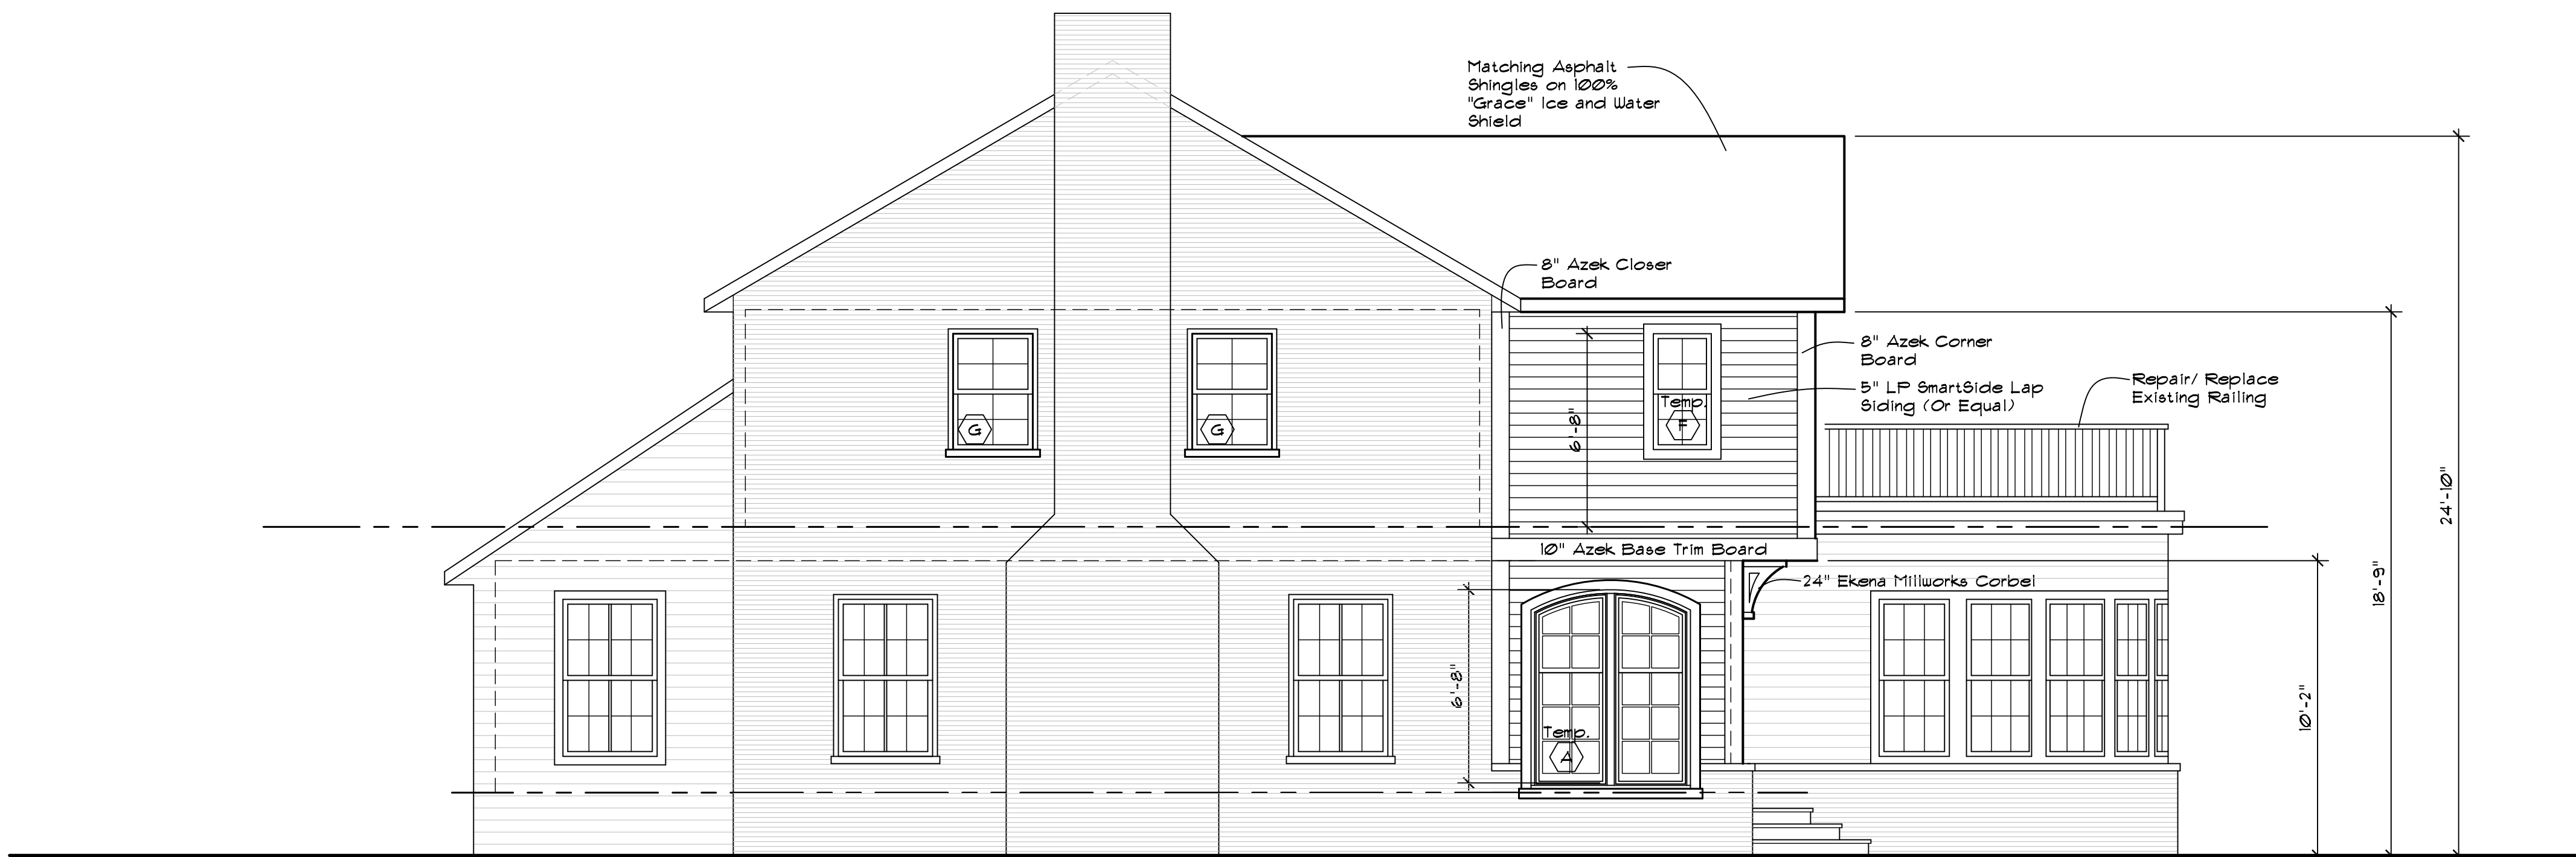 Matching Asphalt
Shingles on 100%
"Grace" Ice and Water
Shield
8" Azek Closer
Board
8" Azek Corner
Board
5" LP SmartSide Lap
Siding (Or Equal)
Repair/ Replace
Existing Railing
Temp.
F
G
G
6'-8"
24'-10"
10" Azek Base Trim Board
24" Ekena Millworks Corbel
18'-9"
6'-8"
10'-2"
Temp.
A